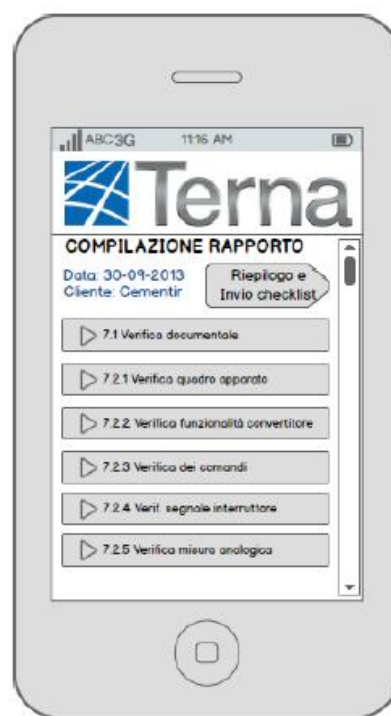 ABC3G 11:16 AM
Terna
COMPILAZIONE RAPPORTO
Data: 30-09-2013
Cliente: Cementir
Riepilogo e
Invio checklist
7.1 Verifica documentale
7.2.1 Verifica quadro apparato
7.2.2 Verifica funzionalità convertitore
7.2.3 Verifica dei comandi
7.2.4 Verif. segnale interruttore
7.2.5 Verifica misura analogica